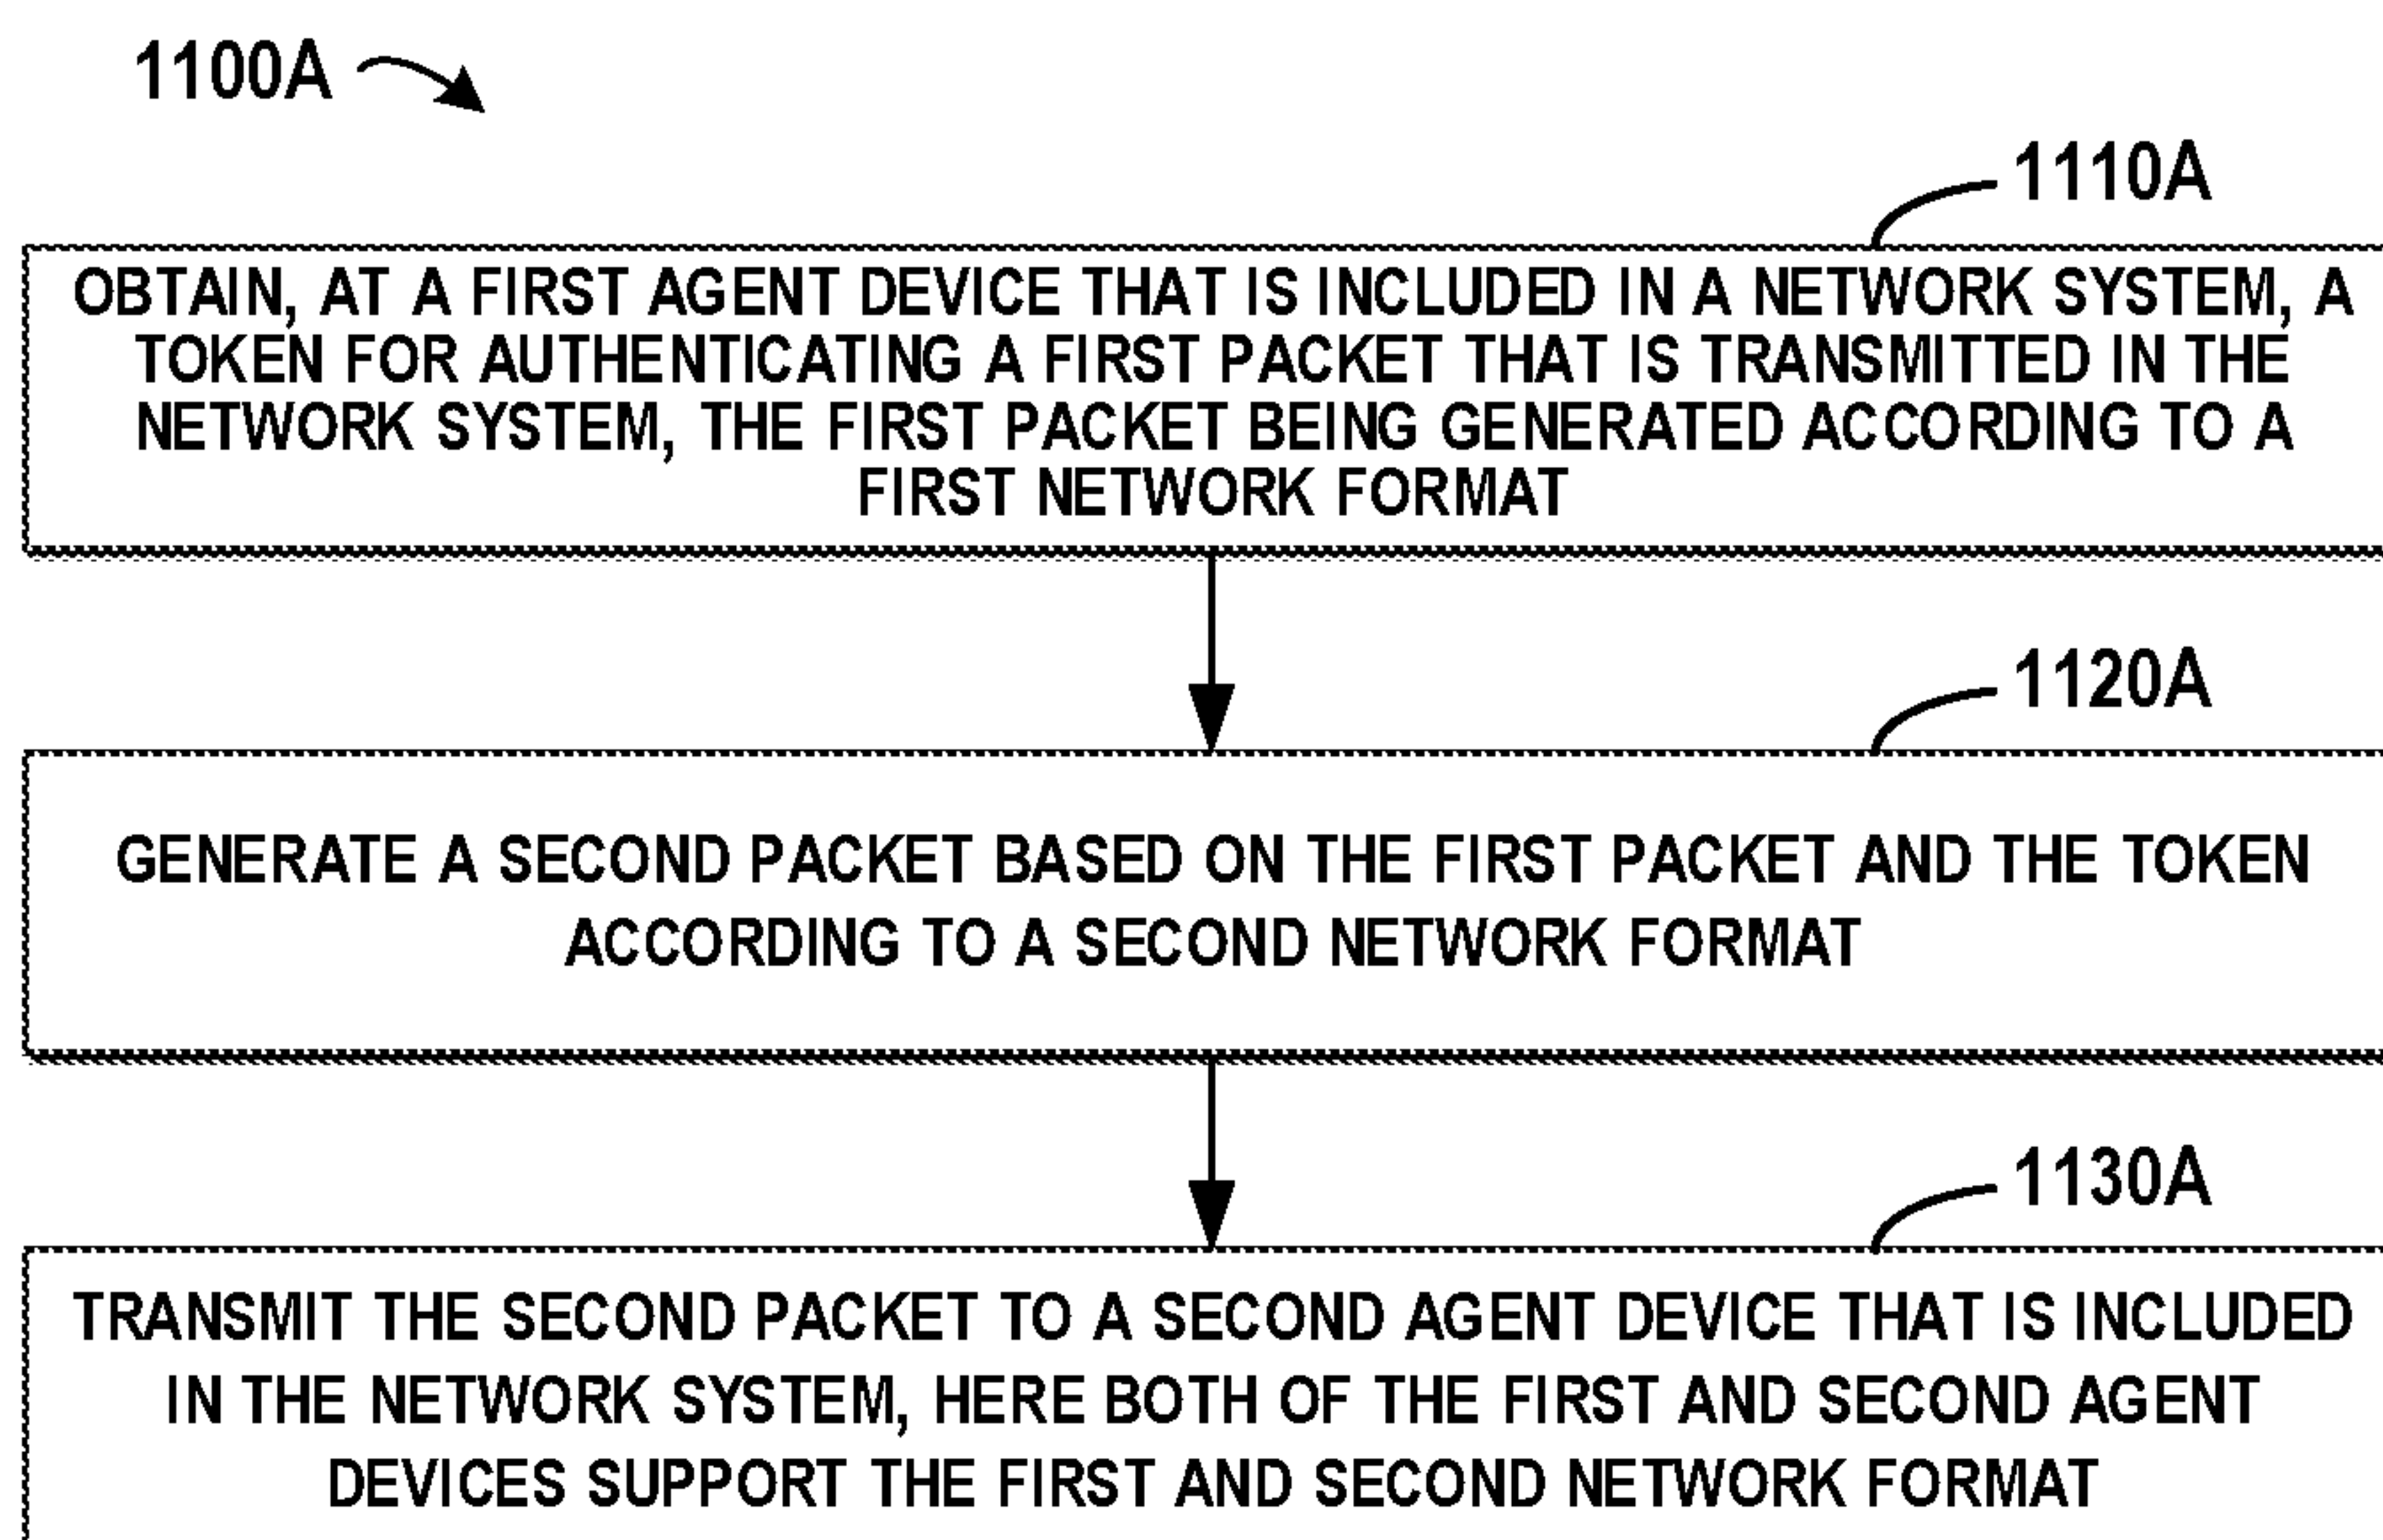 1100A
1110A
OBTAIN, AT A FIRST AGENT DEVICE THAT IS INCLUDED IN A NETWORK SYSTEM, A
TOKEN FOR AUTHENTICATING A FIRST PACKET THAT IS TRANSMITTED IN THE
NETWORK SYSTEM, THE FIRST PACKET BEING GENERATED ACCORDING TO A
FIRST NETWORK FORMAT
1120A
GENERATE A SECOND PACKET BASED ON THE FIRST PACKET AND THE TOKEN
ACCORDING TO A SECOND NETWORK FORMAT
1130A
TRANSMIT THE SECOND PACKET TO A SECOND AGENT DEVICE THAT IS INCLUDED
IN THE NETWORK SYSTEM, HERE BOTH OF THE FIRST AND SECOND AGENT
DEVICES SUPPORT THE FIRST AND SECOND NETWORK FORMAT